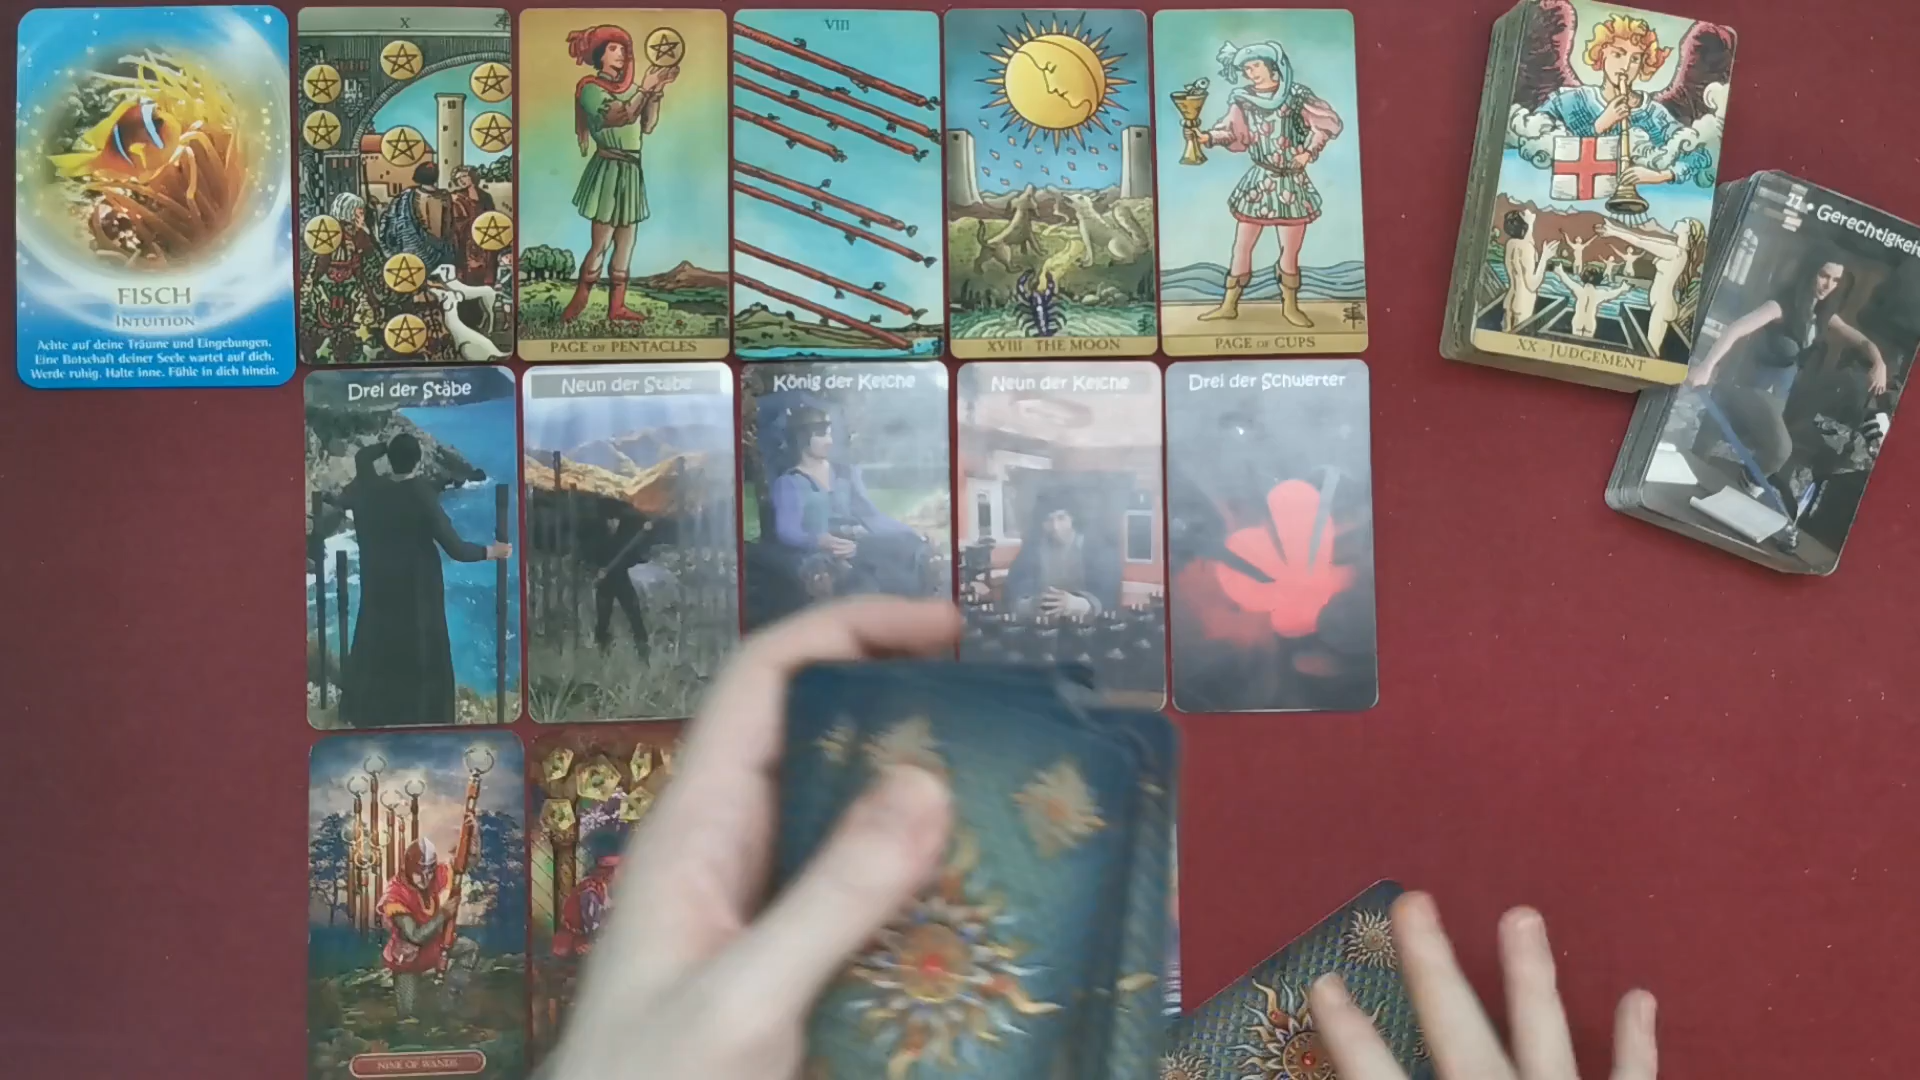 FISCH
INTUITION
Achte auf deine Träume und Eingebungen.
Eine Botschaft deiner Seele wartet auf dich.
Werde ruhig. Halte inne. Fühle in dich hinein.
X
PAGE OF PENTACLES
VIII
XVIII - THE MOON
PAGE OF CUPS
XX - JUDGEMENT
11 • Gerechtigkeit
Drei der Stäbe
Neun der Stäbe
König der Kelche
Neun der Kelche
Drei der Schwerter
NINE OF WANDS